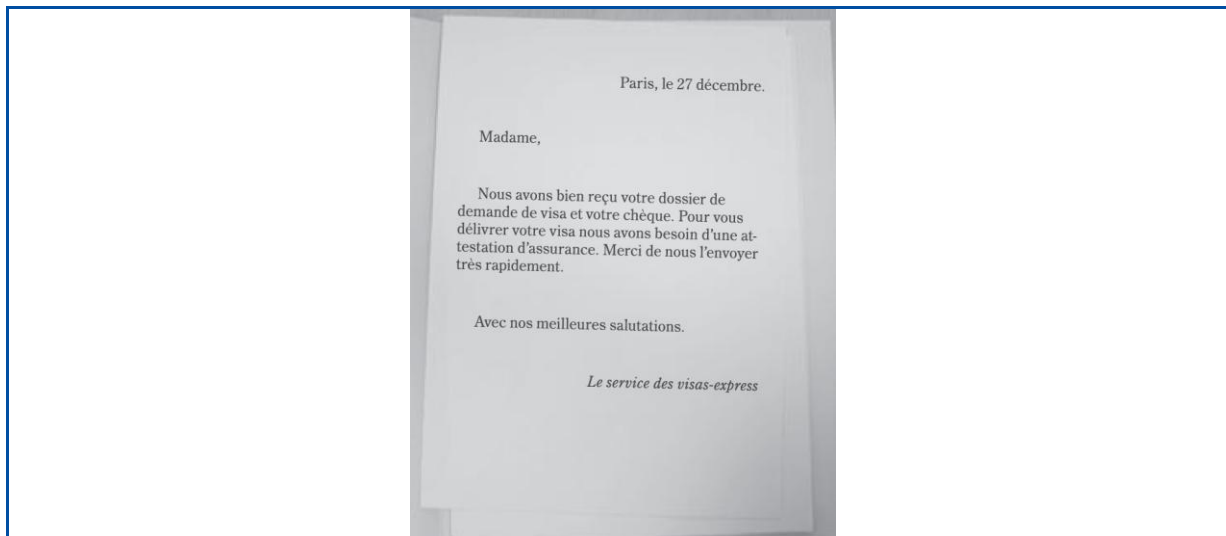 Paris, le 27 décembre.
Madame,
Nous avons bien reçu votre dossier de
demande de visa et votre chèque. Pour vous
délivrer votre visa nous avons besoin d'une at-
testation d'assurance. Merci de nous l'envoyer
très rapidement.
Avec nos meilleures salutations.
Le service des visas-express